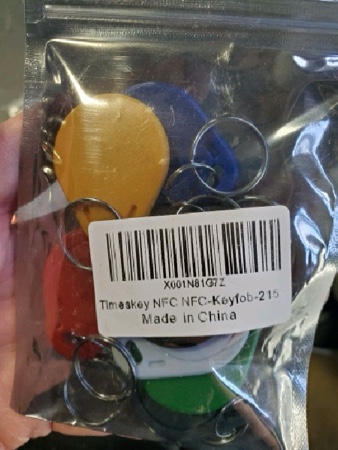 X001N81G7Z
Timeskey NFC NFC-Keyfob-215
Made in China